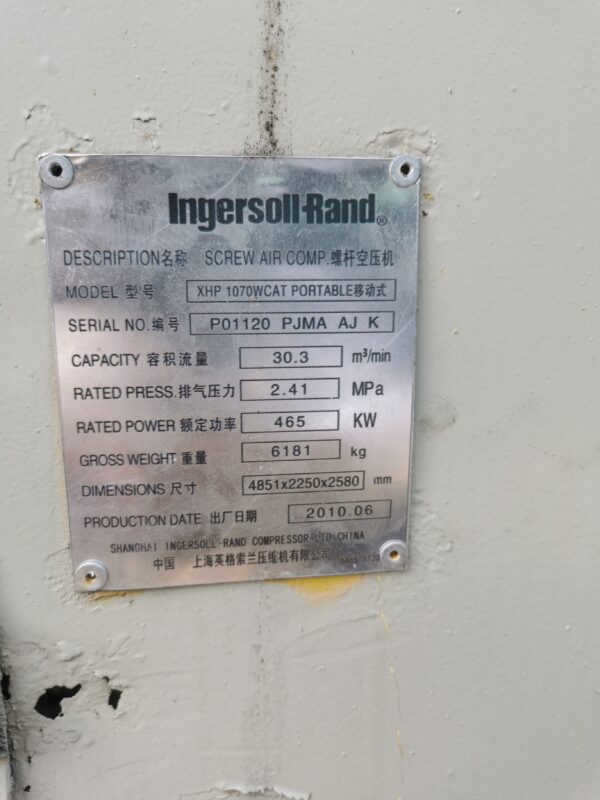 Ingersoll-Rand®
DESCRIPTION名称 SCREW AIR COMP.螺杆空压机
MODEL 型号 XHP 1070WCAT PORTABLE移动式
SERIAL NO.编号 P01120 PJMA AJ K
CAPACITY 容积流量 30.3 m³/min
RATED PRESS.排气压力 2.41 MPa
RATED POWER 额定功率 465 KW
GROSS WEIGHT 重量 6181 kg
DIMENSIONS 尺寸 4851x2250x2580 mm
PRODUCTION DATE 出厂日期 2010.06
SHANGHAI INGERSOLL-RAND COMPRESSOR LTD CHINA
中国 上海英格索兰压缩机有限公司